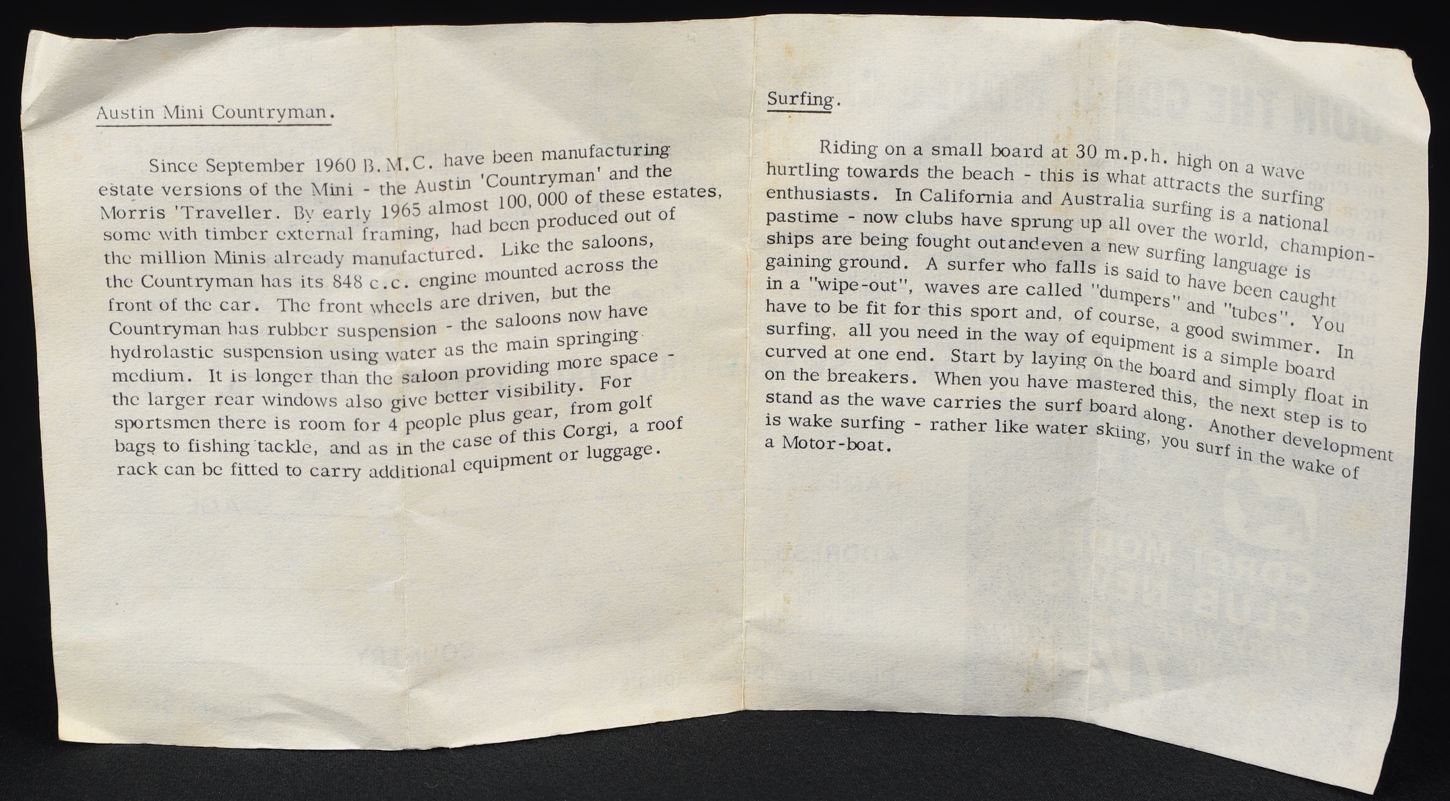 Austin Mini Countryman.
Since September 1960 B.M.C. have been manufacturing
estate versions of the Mini - the Austin 'Countryman' and the
Morris 'Traveller. By early 1965 almost 100,000 of these estates,
some with timber external framing, had been produced out of
the million Minis already manufactured. Like the saloons,
the Countryman has its 848 c.c. engine mounted across the
front of the car. The front wheels are driven, but the
Countryman has rubber suspension - the saloons now have
hydrolastic suspension using water as the main springing
medium. It is longer than the saloon providing more space -
the larger rear windows also give better visibility. For
sportsmen there is room for 4 people plus gear, from golf
bags to fishing tackle, and as in the case of this Corgi, a roof
rack can be fitted to carry additional equipment or luggage.
Surfing.
Riding on a small board at 30 m.p.h. high on a wave
hurtling towards the beach - this is what attracts the surfing
enthusiasts. In California and Australia surfing is a national
pastime - now clubs have sprung up all over the world, champion-
ships are being fought outandeven a new surfing language is
gaining ground. A surfer who falls is said to have been caught
in a "wipe-out", waves are called "dumpers" and "tubes". You
have to be fit for this sport and, of course, a good swimmer. In
surfing, all you need in the way of equipment is a simple board
curved at one end. Start by laying on the board and simply float in
on the breakers. When you have mastered this, the next step is to
stand as the wave carries the surf board along. Another development
is wake surfing - rather like water skiing, you surf in the wake of
a Motor-boat.
NAME
AGE
ADDRESS
CORGI MODEL
CLUB NEWS
COUNTRY